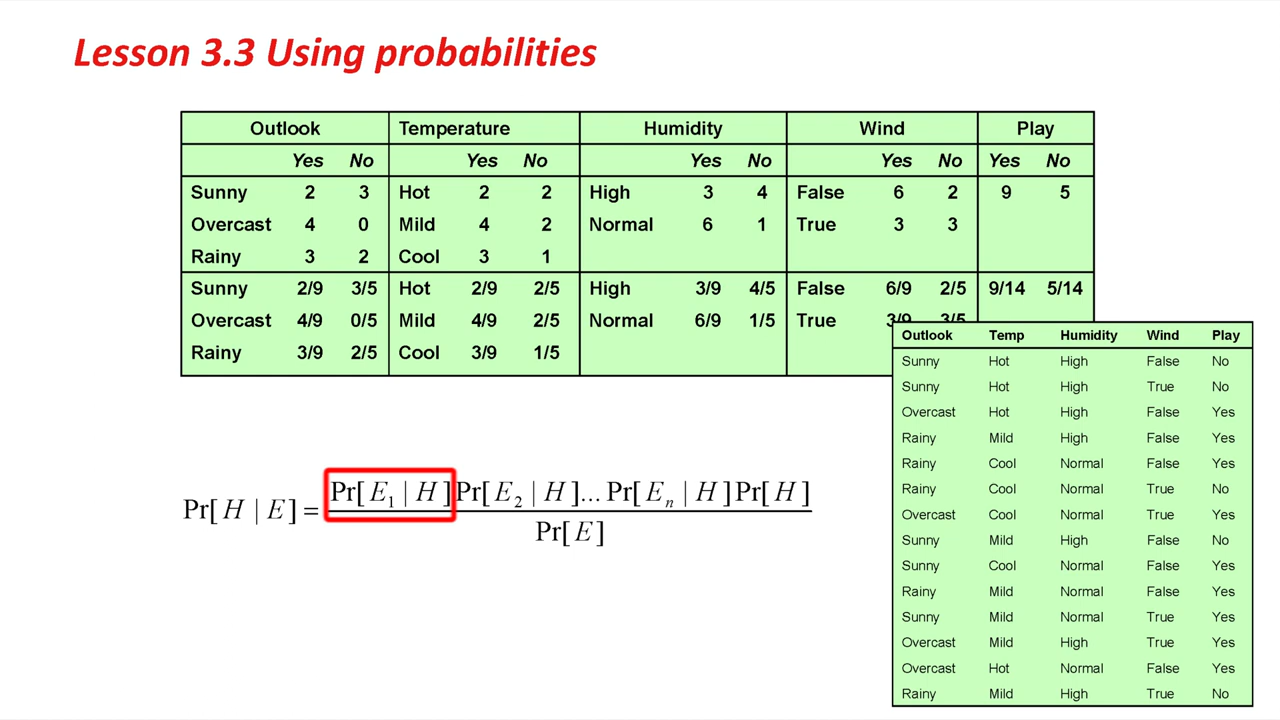 Lesson 3.3 Using probabilities
Outlook Temperature Humidity Wind Play
Yes No Yes No Yes No Yes No Yes No
Sunny 2 3 Hot 2 2 High 3 4 False 6 2 9 5
Overcast 4 0 Mild 4 2 Normal 6 1 True 3 3
Rainy 3 2 Cool 3 1
Sunny 2/9 3/5 Hot 2/9 2/5 High 3/9 4/5 False 6/9 2/5 9/14 5/14
Overcast 4/9 0/5 Mild 4/9 2/5 Normal 6/9 1/5 True 3/9 3/5
Rainy 3/9 2/5 Cool 3/9 1/5
Outlook Temp Humidity Wind Play
Sunny Hot High False No
Sunny Hot High True No
Overcast Hot High False Yes
Rainy Mild High False Yes
Rainy Cool Normal False Yes
Rainy Cool Normal True No
Overcast Cool Normal True Yes
Sunny Mild High False No
Sunny Cool Normal False Yes
Rainy Mild Normal False Yes
Sunny Mild Normal True Yes
Overcast Mild High True Yes
Overcast Hot Normal False Yes
Rainy Mild High True No
Pr[E₁ | H]Pr[E₂ | H]...Pr[Eₙ | H]Pr[H]
Pr[H | E] =
Pr[E]